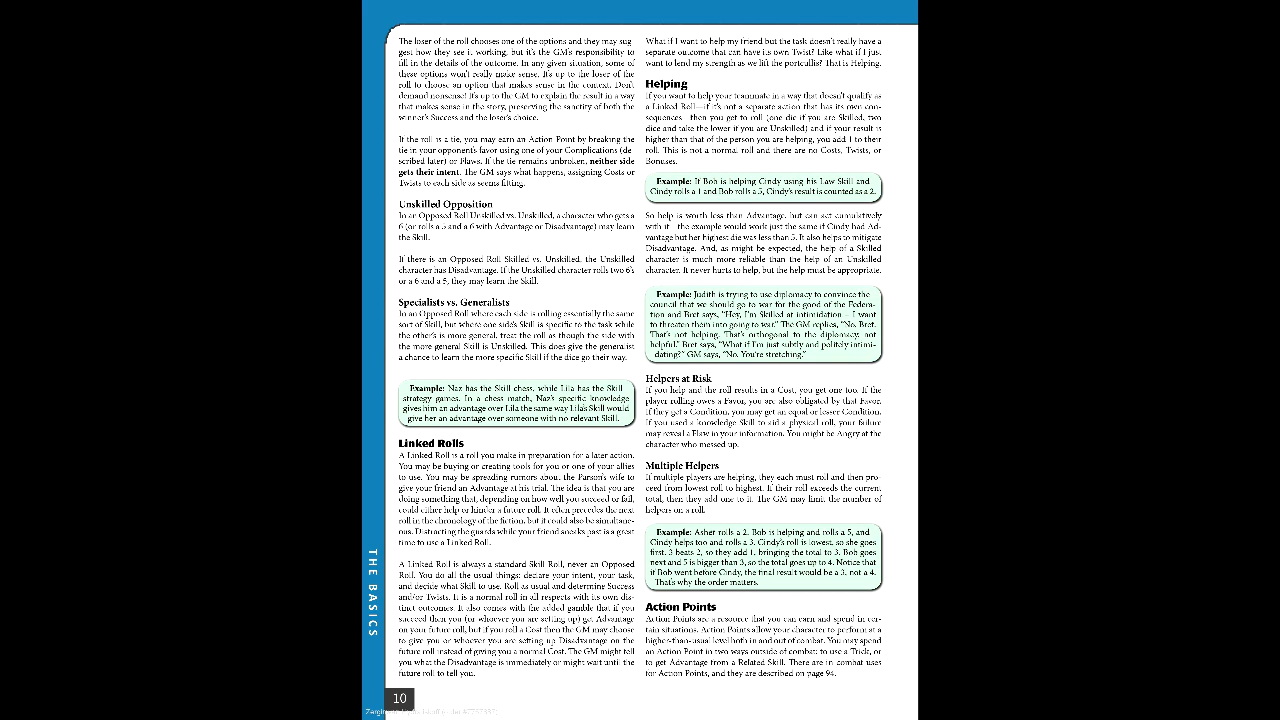 The loser of the roll chooses one of the options and they may sug-
gest how they see it working, but it's the GM's responsibility to
fill in the details of the outcome. In any given situation, some of
these options won't really make sense. It's up to the loser of the
roll to choose an option that makes sense in the context. Don't
demand nonsense! It's up to the GM to explain the result in a way
that makes sense in the story, preserving the sanctity of both the
winner's Success and the loser's choice.
If the roll is a tie, you may earn an Action Point by breaking the
tie in your opponent's favor using one of your Complications (de-
scribed later) or Flaws. If the tie remains unbroken, neither side
gets their intent. The GM says what happens, assigning Costs or
Twists to each side as seems fitting.
Unskilled Opposition
In an Opposed Roll Unskilled vs. Unskilled, a character who gets a
6 (or rolls a 5 and a 6 with Advantage or Disadvantage) may learn
the Skill.
If there is an Opposed Roll Skilled vs. Unskilled, the Unskilled
character has Disadvantage. If the Unskilled character rolls two 6's
or a 6 and a 5, they may learn the Skill.
Specialists vs. Generalists
In an Opposed Roll where each side is rolling essentially the same
sort of Skill, but where one side's Skill is specific to the task while
the other's is more general, treat the roll as though the side with
the more general Skill is Unskilled. This does give the generalist
a chance to learn the more specific Skill if the dice go their way.
Example: Naz has the Skill chess, while Lila has the Skill
strategy games. In a chess match, Naz's specific knowledge
gives him an advantage over Lila the same way Lila's Skill would
give her an advantage over someone with no relevant Skill.
Linked Rolls
A Linked Roll is a roll you make in preparation for a later action.
You may be buying or creating tools for you or one of your allies
to use. You may be spreading rumors about the Parson's wife to
give your friend an Advantage at his trial. The idea is that you are
doing something that, depending on how well you succeed or fail,
could either help or hinder a future roll. It often precedes the next
roll in the chronology of the fiction, but it could also be simultane-
ous. Distracting the guards while your friend sneaks past is a great
time to use a Linked Roll.
A Linked Roll is always a standard Skill Roll, never an Opposed
Roll. You do all the usual things: declare your intent, your task,
and decide what Skill to use. Roll as usual and determine Success
and/or Twists. It is a normal roll in all respects with its own dis-
tinct outcomes. It also comes with the added gamble that if you
succeed then you (or whoever you are setting up) get Advantage
on your future roll, but if you roll a Cost then the GM may choose
to give you or whoever you are setting up Disadvantage on the
future roll instead of giving you a normal Cost. The GM might tell
you what the Disadvantage is immediately or might wait until the
future roll to tell you.
What if I want to help my friend but the task doesn't really have a
separate outcome that can have its own Twist? Like what if I just
want to lend my strength as we lift the portcullis? That is Helping.
Helping
If you want to help your teammate in a way that doesn't qualify as
a Linked Roll—if it's not a separate action that has its own con-
sequences—then you get to roll (one die if you are Skilled, two
dice and take the lower if you are Unskilled) and if your result is
higher than that of the person you are helping, you add 1 to their
roll. This is not a normal roll and there are no Costs, Twists, or
Bonuses.
Example: If Bob is helping Cindy using his Law Skill and
Cindy rolls a 1 and Bob rolls a 5, Cindy's result is counted as a 2.
So help is worth less than Advantage, but can act cumulatively
with it—the example would work just the same if Cindy had Ad-
vantage but her highest die was less than 5. It also helps to mitigate
Disadvantage. And, as might be expected, the help of a Skilled
character is much more reliable than the help of an Unskilled
character. It never hurts to help, but the help must be appropriate.
Example: Judith is trying to use diplomacy to convince the
council that we should go to war for the good of the Federa-
tion and Bret says, "Hey, I'm Skilled at intimidation – I want
to threaten them into going to war." The GM replies, "No, Bret.
That's not helping. That's orthogonal to the diplomacy, not
helpful." Bret says, "What if I'm just subtly and politely intimi-
dating?" GM says, "No. You're stretching."
Helpers at Risk
If you help and the roll results in a Cost, you get one too. If the
player rolling owes a Favor, you are also obligated by that Favor.
If they get a Condition, you may get an equal or lesser Condition.
If you used a knowledge Skill to aid a physical roll, your failure
may reveal a Flaw in your information. You might be Angry at the
character who messed up.
Multiple Helpers
If multiple players are helping, they each must roll and then pro-
ceed from lowest roll to highest. If their roll exceeds the current
total, then they add one to it. The GM may limit the number of
helpers on a roll.
Example: Asher rolls a 2. Bob is helping and rolls a 5, and
Cindy helps too and rolls a 3. Cindy's roll is lowest, so she goes
first. 3 beats 2, so they add 1, bringing the total to 3. Bob goes
next and 5 is bigger than 3, so the total goes up to 4. Notice that
if Bob went before Cindy, the final result would be a 3, not a 4.
That's why the order matters.
Action Points
Action Points are a resource that you can earn and spend in cer-
tain situations. Action Points allow your character to perform at a
higher-than-usual level both in and out of combat. You may spend
an Action Point in two ways outside of combat: to use a Trick, or
to get Advantage from a Related Skill. There are in combat uses
for Action Points, and they are described on page 94.
THE BASICS
10